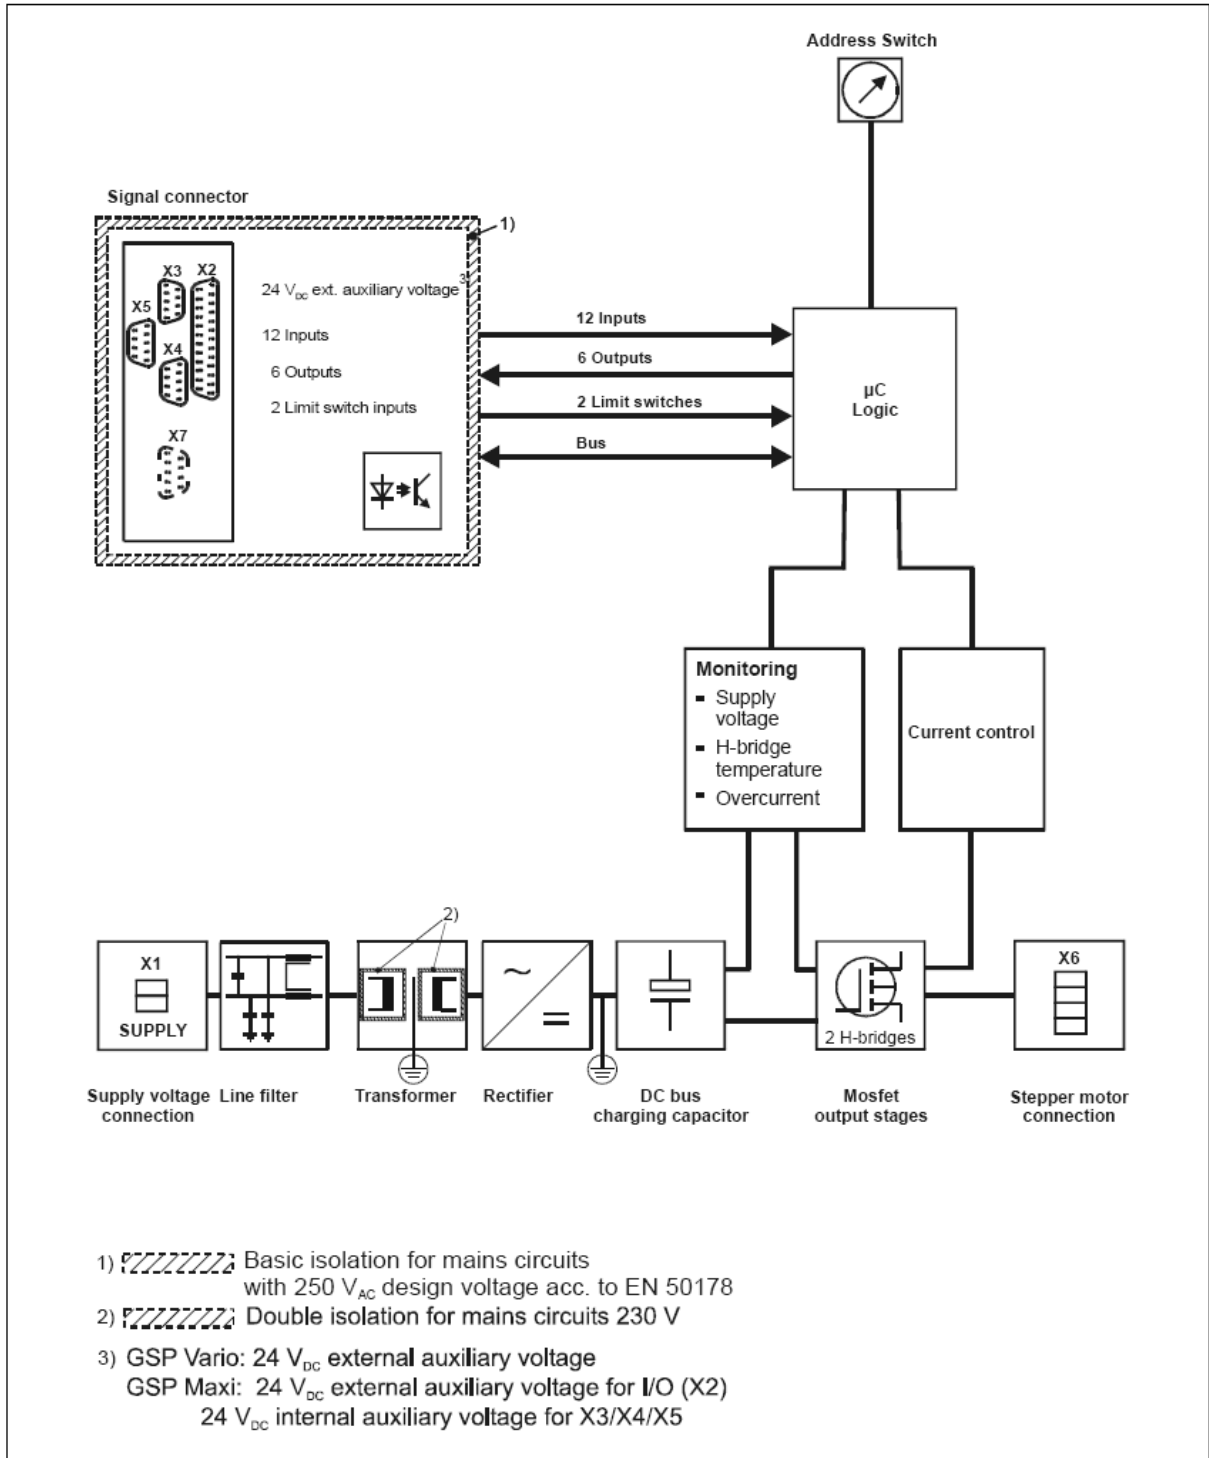 Address Switch
Signal connector
1)
X3 X2
X5
X4
X7
24 V DC ext. auxiliary voltage 3
12 Inputs
6 Outputs
2 Limit switch inputs
12 Inputs
6 Outputs
2 Limit switches
Bus
µC
Logic
Monitoring
- Supply
voltage
- H-bridge
temperature
- Overcurrent
Current control
2)
X1
SUPPLY
2 H-bridges
X6
Supply voltage
connection
Line filter
Transformer
Rectifier
DC bus
charging capacitor
Mosfet
output stages
Stepper motor
connection
1) Basic isolation for mains circuits
with 250 V AC design voltage acc. to EN 50178
2) Double isolation for mains circuits 230 V
3) GSP Vario: 24 V DC external auxiliary voltage
GSP Maxi: 24 V DC external auxiliary voltage for I/O (X2)
24 V DC internal auxiliary voltage for X3/X4/X5